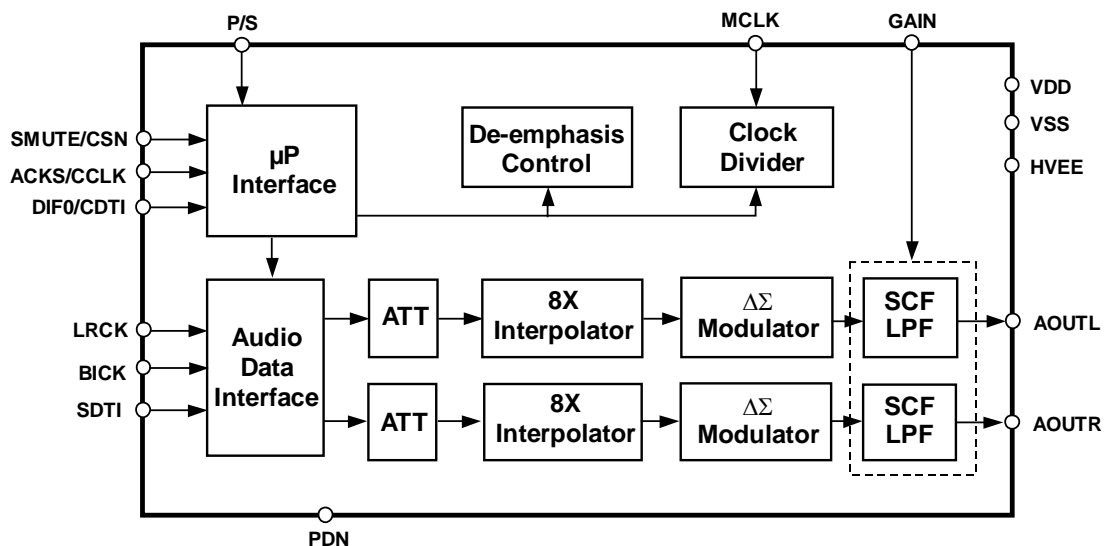 P/S
MCLK
GAIN
VDD
VSS
HVEE
SMUTE/CSN
ACKS/CCLK
DIF0/CDTI
µP
Interface
De-emphasis
Control
Clock
Divider
LRCK
BICK
SDTI
Audio
Data
Interface
ATT
8X
Interpolator
ΔΣ
Modulator
SCF
LPF
AOUTL
ATT
8X
Interpolator
ΔΣ
Modulator
SCF
LPF
AOUTR
PDN